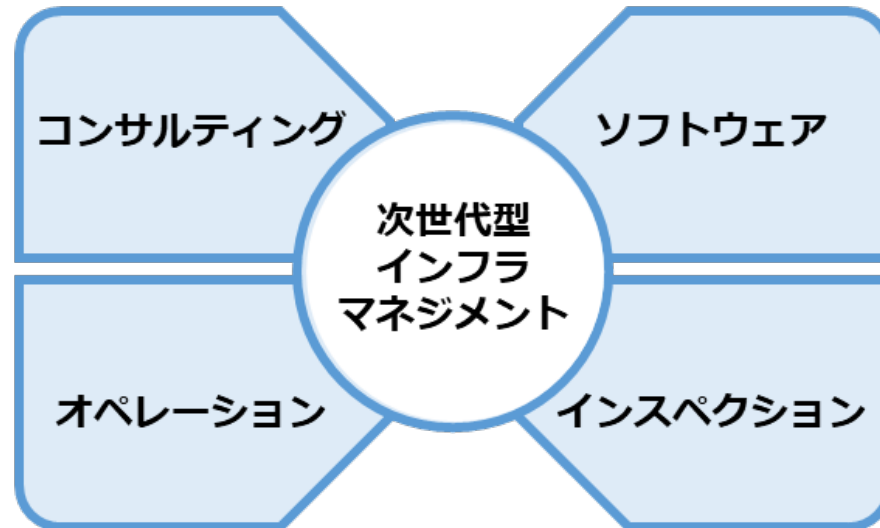 コンサルティング
ソフトウェア
次世代型
インフラ
マネジメント
オペレーション
インスペクション